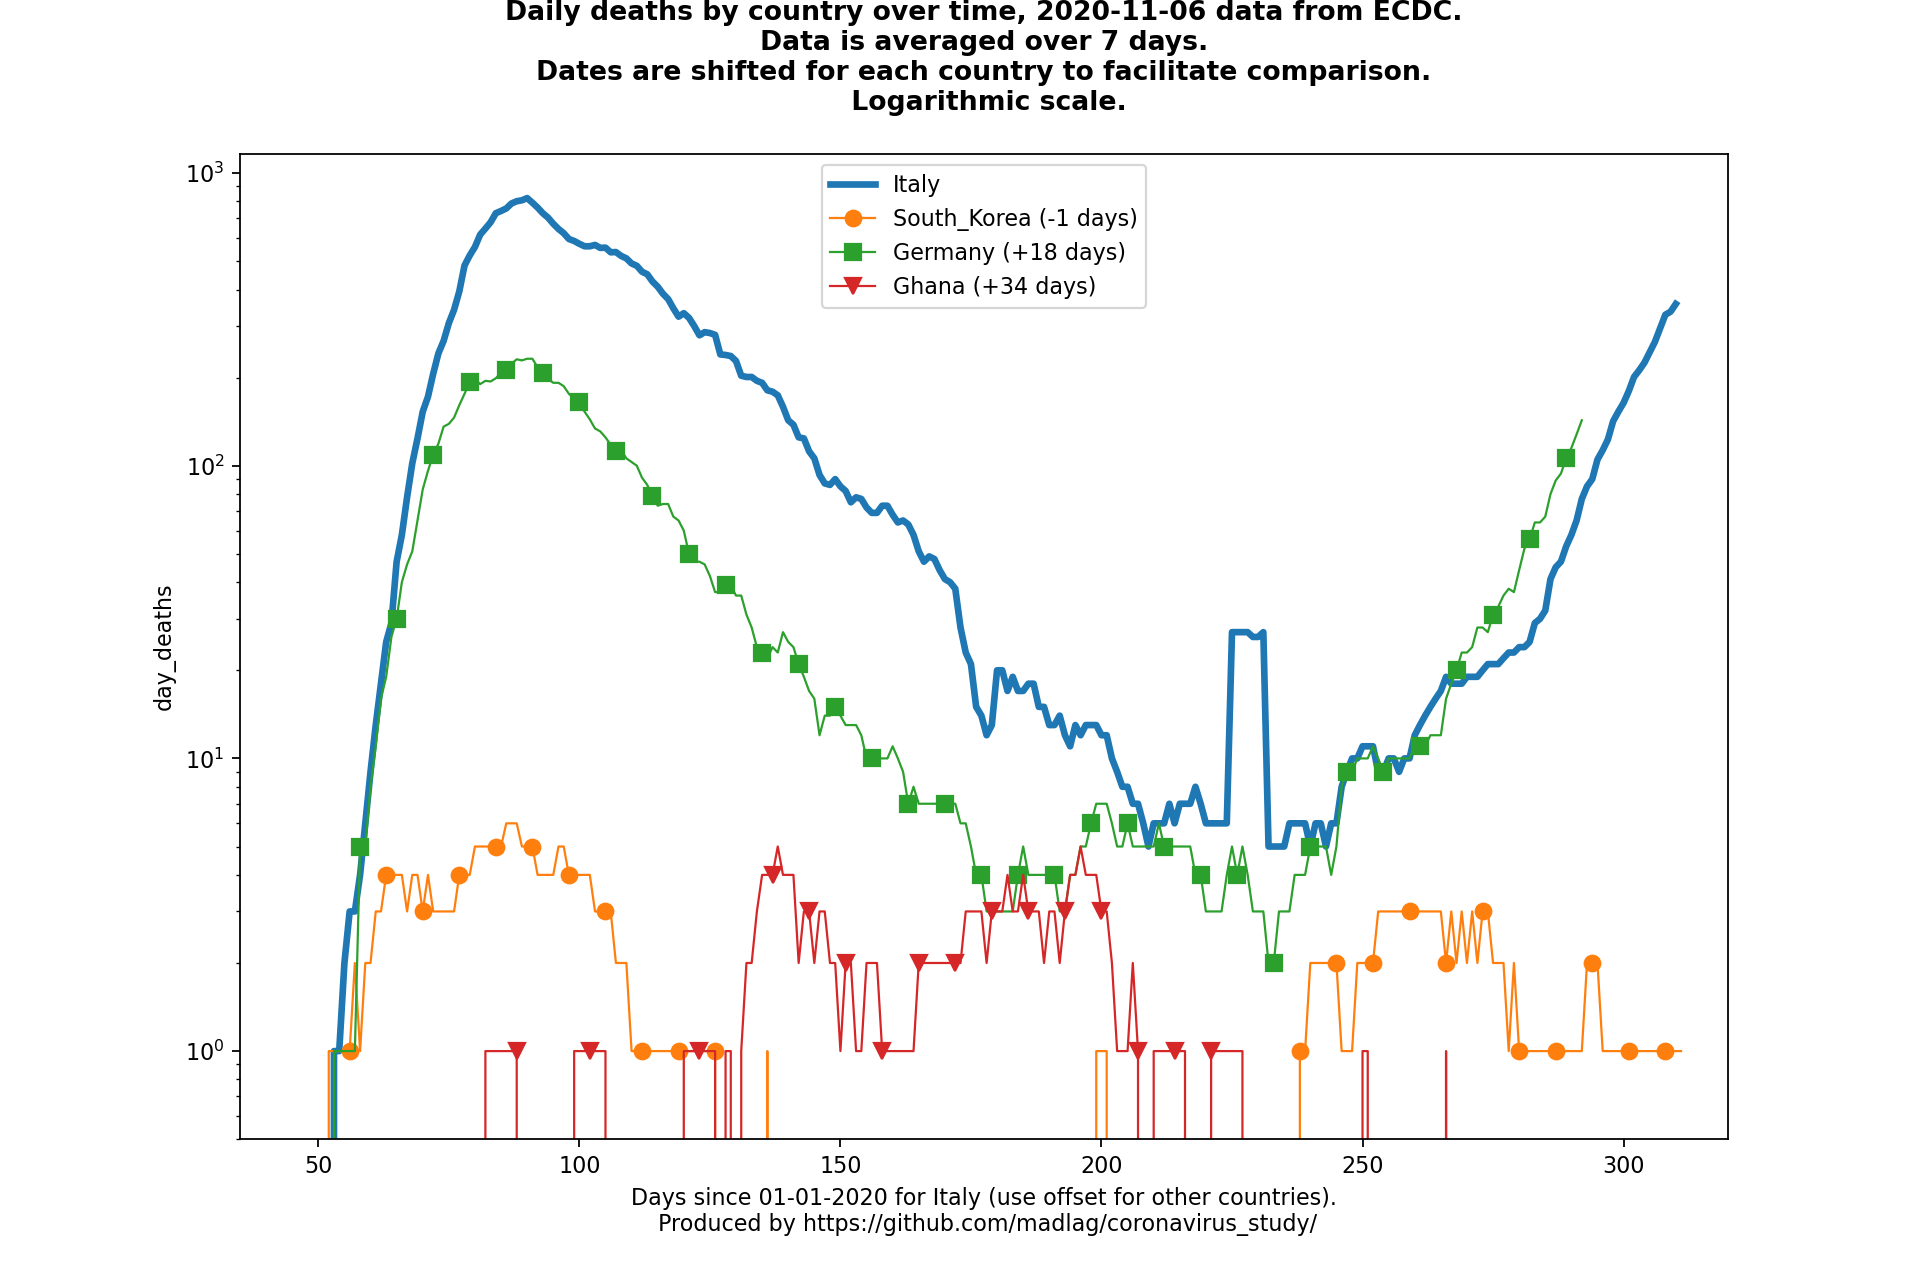 Daily deaths by country over time, 2020-11-06 data from ECDC.
Data is averaged over 7 days.
Dates are shifted for each country to facilitate comparison.
Logarithmic scale.
Italy
South_Korea (-1 days)
Germany (+18 days)
Ghana (+34 days)
day_deaths
10³
10²
10¹
10⁰
50 100 150 200 250 300
Days since 01-01-2020 for Italy (use offset for other countries).
Produced by https://github.com/madlag/coronavirus_study/